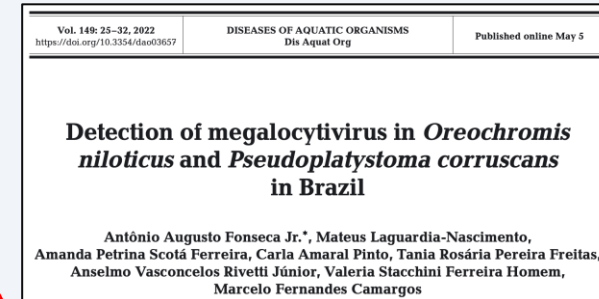 Vol. 149: 25–32, 2022
https://doi.org/10.3354/dao03657
DISEASES OF AQUATIC ORGANISMS
Dis Aquat Org
Published online May 5
Detection of megalocytivirus in Oreochromis
niloticus and Pseudoplatystoma corruscans
in Brazil
Antônio Augusto Fonseca Jr.*, Mateus Laguardia-Nascimento,
Amanda Petrina Scotá Ferreira, Carla Amaral Pinto, Tania Rosária Pereira Freitas,
Anselmo Vasconcelos Rivetti Júnior, Valeria Stacchini Ferreira Homem,
Marcelo Fernandes Camargos